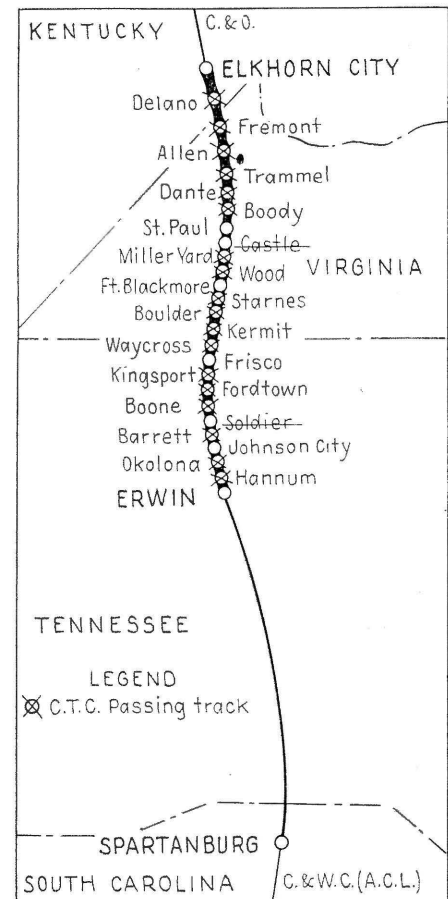 KENTUCKY
C.&O.
ELKHORN CITY
Delano
Fremont
Allen
Trammel
Dante
Boody
St. Paul
Castle
Miller Yard
Wood
VIRGINIA
Ft. Blackmore
Starnes
Boulder
Kermit
Waycross
Frisco
Kingsport
Fordtown
Boone
Soldier
Barrett
Johnson City
Okolona
Hannum
ERWIN
TENNESSEE
LEGEND
C.T.C. Passing track
SPARTANBURG
SOUTH CAROLINA
C.&W.C.(A.C.L.)